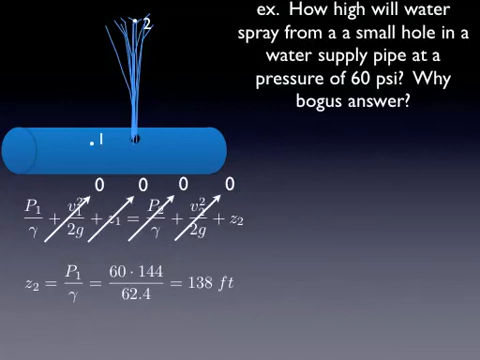 ex. How high will water
spray from a a small hole in a
water supply pipe at a
pressure of 60 psi? Why
bogus answer?
2
.1
0 0 0 0
P₁/γ + v₁²/2g + z₁ = P₂/γ + v₂²/2g + z₂
z₂ = P₁/γ = 60 · 144/62.4 = 138 ft